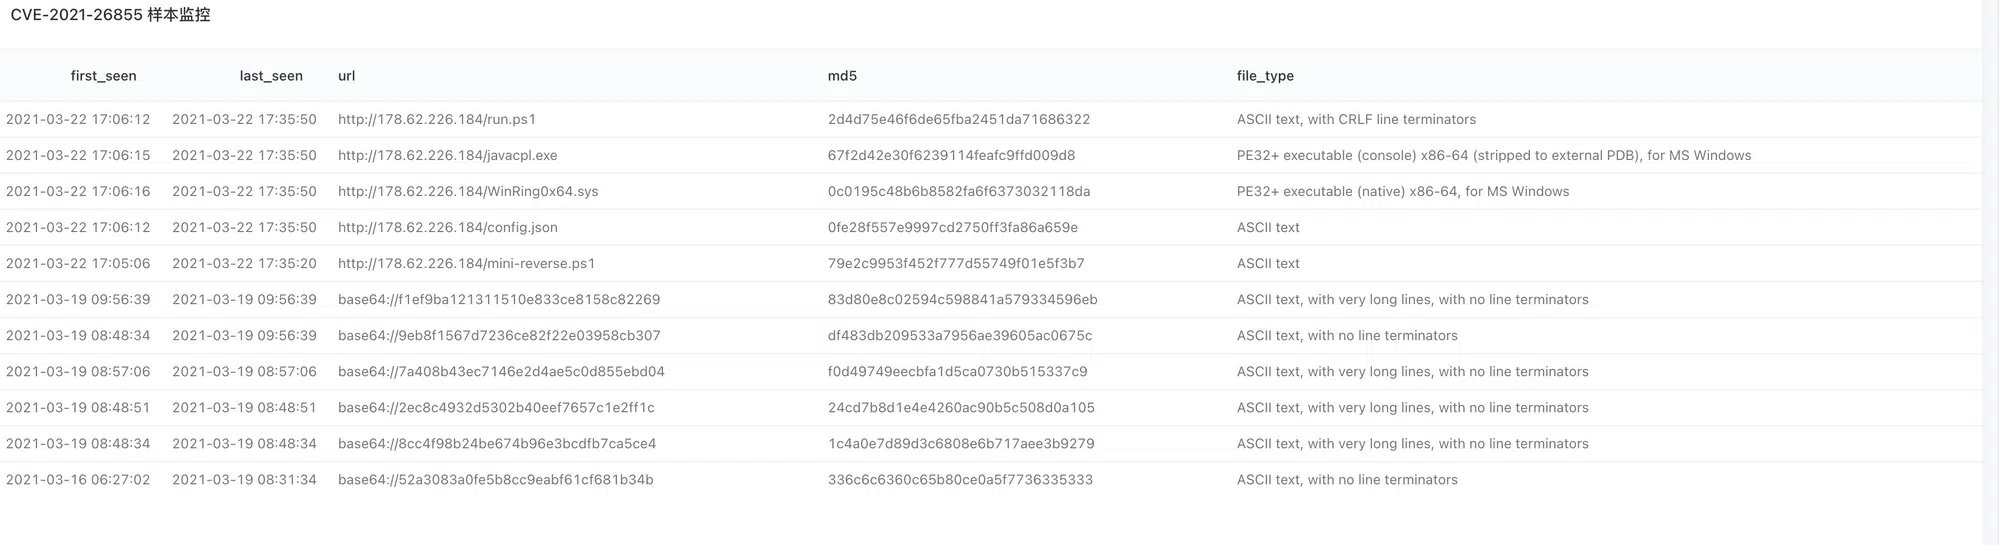 CVE-2021-26855 样本监控
first_seen last_seen url md5 file_type
2021-03-22 17:06:12 2021-03-22 17:35:50 http://178.62.226.184/run.ps1 2d4d75e46f6de65fba2451da71686322 ASCII text, with CRLF line terminators
2021-03-22 17:06:15 2021-03-22 17:35:50 http://178.62.226.184/javacpl.exe 67f2d42e30f6239114feafc9ffd009d8 PE32+ executable (console) x86-64 (stripped to external PDB), for MS Windows
2021-03-22 17:06:16 2021-03-22 17:35:50 http://178.62.226.184/WinRing0x64.sys 0c0195c48b6b8582fa6f6373032118da PE32+ executable (native) x86-64, for MS Windows
2021-03-22 17:06:12 2021-03-22 17:35:50 http://178.62.226.184/config.json 0fe28f557e9997cd2750ff3fa86a659e ASCII text
2021-03-22 17:05:06 2021-03-22 17:35:20 http://178.62.226.184/mini-reverse.ps1 79e2c9953f452f777d55749f01e5f3b7 ASCII text
2021-03-19 09:56:39 2021-03-19 09:56:39 base64://f1ef9ba121311510e833ce8158c82269 83d80e8c02594c598841a579334596eb ASCII text, with very long lines, with no line terminators
2021-03-19 08:48:34 2021-03-19 09:56:39 base64://9eb8f1567d7236ce82f22e03958cb307 df483db209533a7956ae39605ac0675c ASCII text, with no line terminators
2021-03-19 08:57:06 2021-03-19 08:57:06 base64://7a408b43ec7146e2d4ae5c0d855ebd04 f0d49749eecbfa1d5ca0730b515337c9 ASCII text, with very long lines, with no line terminators
2021-03-19 08:48:51 2021-03-19 08:48:51 base64://2ec8c4932d5302b40eef7657c1e2ff1c 24cd7b8d1e4e4260ac90b5c508d0a105 ASCII text, with very long lines, with no line terminators
2021-03-19 08:48:34 2021-03-19 08:48:34 base64://8cc4f98b24be674b96e3bcdfb7ca5ce4 1c4a0e7d89d3c6808e6b717aee3b9279 ASCII text, with very long lines, with no line terminators
2021-03-16 06:27:02 2021-03-19 08:31:34 base64://52a3083a0fe5b8cc9eabf61cf681b34b 336c6c6360c65b80ce0a5f7736335333 ASCII text, with no line terminators